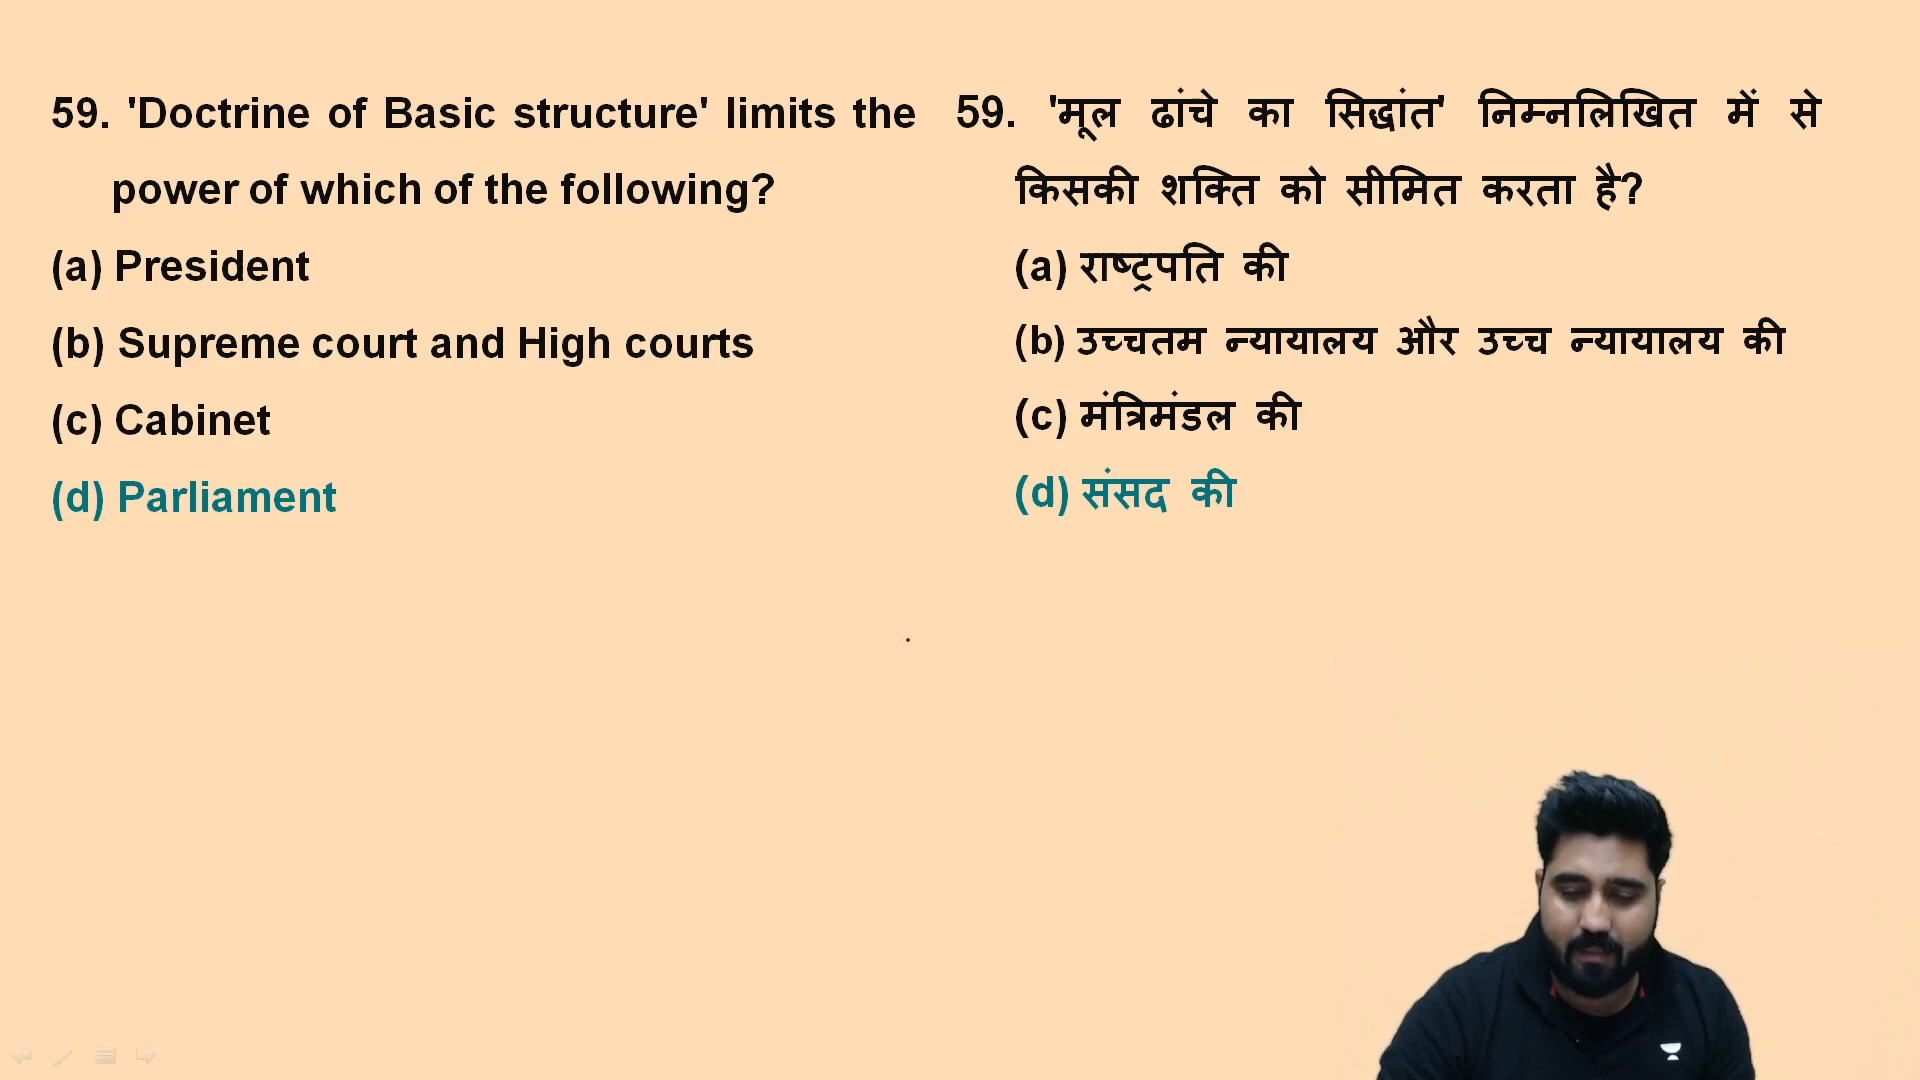 59. 'Doctrine of Basic structure' limits the
power of which of the following?
(a) President
(b) Supreme court and High courts
(c) Cabinet
(d) Parliament
59. 'मूल ढांचे का सिद्धांत' निम्नलिखित में से
किसकी शक्ति को सीमित करता है?
(a) राष्ट्रपति की
(b) उच्चतम न्यायालय और उच्च न्यायालय की
(c) मंत्रिमंडल की
(d) संसद की